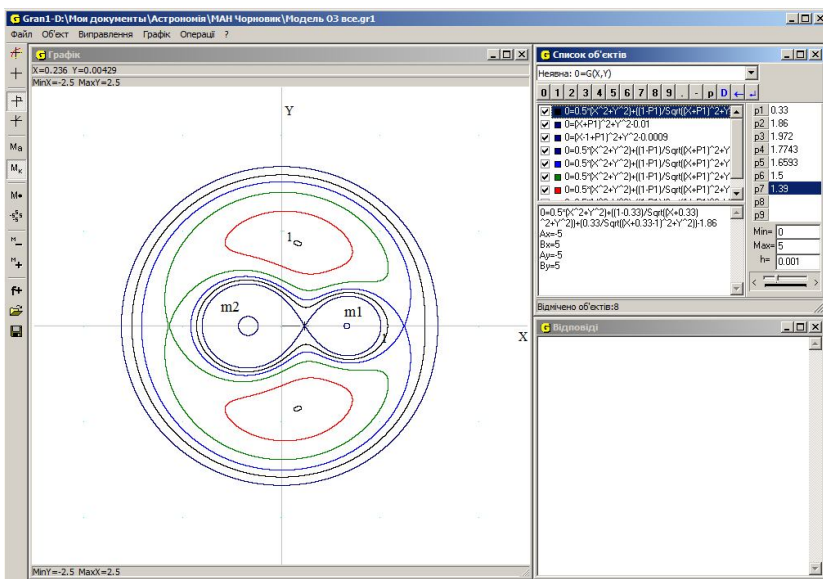 Gran1-D:\Мои документы\Астрономія\МАН Чорновик\Модель ОЗ все.gr1
Файл Об'єкт Виправлення Графік Операції ?
Графік
X=0.236 Y=0.00429
MinX=-2.5 MaxY=2.5
Y
1
m2
m1
1
X
MinY=-2.5 MaxX=2.5
Ma
Mк
M
M
f+
Список об'єктів
Неявна: 0=G(X,Y)
0 1 2 3 4 5 6 7 8 9 . - p D ← ↵
0=0.5*(X^2+Y^2)+((1-P1)/Sqrt((X+P1)^2+Y^
0=(X+P1)^2+Y^2-0.01
0=(X-1+P1)^2+Y^2-0.0009
0=0.5*(X^2+Y^2)+((1-P1)/Sqrt((X+P1)^2+Y
0=0.5*(X^2+Y^2)+((1-P1)/Sqrt((X+P1)^2+Y
0=0.5*(X^2+Y^2)+((1-P1)/Sqrt((X+P1)^2+Y
0=0.5*(X^2+Y^2)+((1-P1)/Sqrt((X+P1)^2+Y
p1 0.33
p2 1.86
p3 1.972
p4 1.7743
p5 1.6593
p6 1.5
p7 1.39
p8
p9
0=0.5*(X^2+Y^2)+((1-0.33)/Sqrt((X+0.33)
^2+Y^2))+(0.33/Sqrt((X+0.33-1)^2+Y^2))-1.86
Ax=-5
Bx=5
Ay=-5
By=5
Min= 0
Max= 5
h= 0.001
Відмічено об'єктів:8
Відповіді